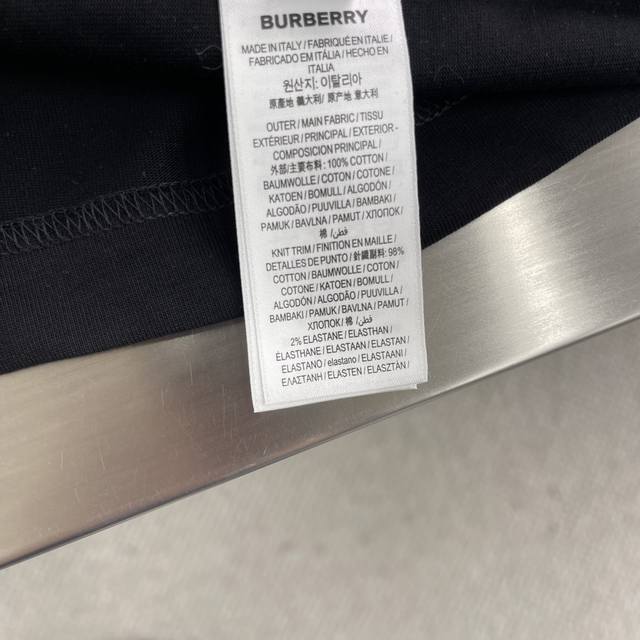 BURBERRY
MADE IN ITALY / FABRIQUÉ EN ITALIE /
FABRICADO EM ITÁLIA / HECHO EN
ITALIA
원산지: 이탈리아
原產地 義大利/ 原产地 意大利
OUTER / MAIN FABRIC / TISSU
EXTÉRIEUR / PRINCIPAL / EXTERIOR -
COMPOSICION PRINCIPAL /
外部/主要布料: 100% COTTON /
BAUMWOLLE / COTON / COTONE /
KATOEN / BOMULL / ALGODÓN /
ALGODÃO / PUUVILLA / BAMBAKI /
PAMUK / BAVLNA / PAMUT / ХЛОПОК /
棉 / قطن/
KNIT TRIM / FINITION EN MAILLE /
DETALLES DE PUNTO / 針織壓料: 98%
COTTON / BAUMWOLLE / COTON /
COTONE / KATOEN / BOMULL /
ALGODÓN / ALGODÃO / PUUVILLA /
BAMBAKI / PAMUK / BAVLNA / PAMUT /
ХЛОПОК / 棉 / قطن /
2% ELASTANE / ELASTHAN /
ÉLASTHANE / ELASTAAN / ELASTAN /
ELASTANO / elastano / ELASTAANI /
ΕΛΑΣΤΑΝΗ / ELASTEN / ELASZTÁN /